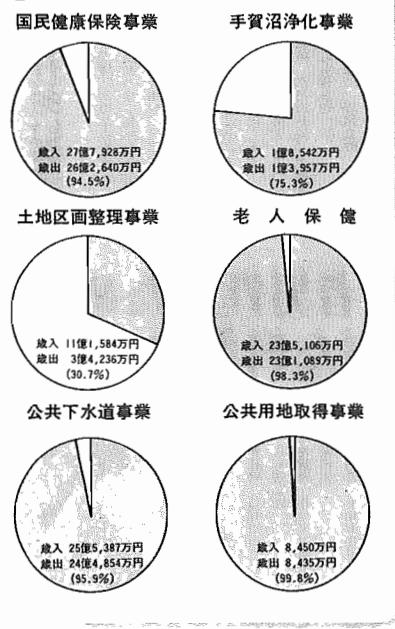 国民健康保険事業
歳入 27億7,928万円
歳出 26億2,640万円
(94.5%)
手賀沼浄化事業
歳入 1億8,542万円
歳出 1億3,957万円
(75.3%)
土地区画整理事業
歳入 11億1,584万円
歳出 3億4,236万円
(30.7%)
老人保健
歳入 23億5,106万円
歳出 23億1,089万円
(98.3%)
公共下水道事業
歳入 25億5,387万円
歳出 24億4,854万円
(95.9%)
公共用地取得事業
歳入 8,450万円
歳出 8,435万円
(99.8%)